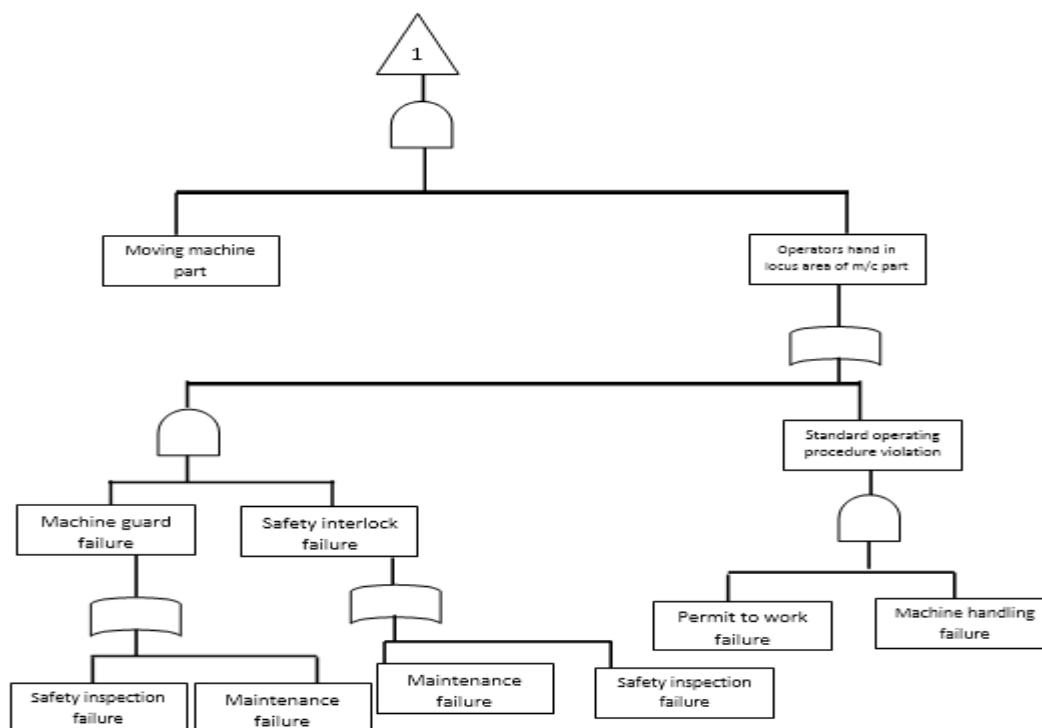 1
Moving machine
part
Operators hand in
locus area of m/c part
Standard operating
procedure violation
Machine guard
failure
Safety interlock
failure
Permit to work
failure
Machine handling
failure
Safety inspection
failure
Maintenance
failure
Maintenance
failure
Safety inspection
failure